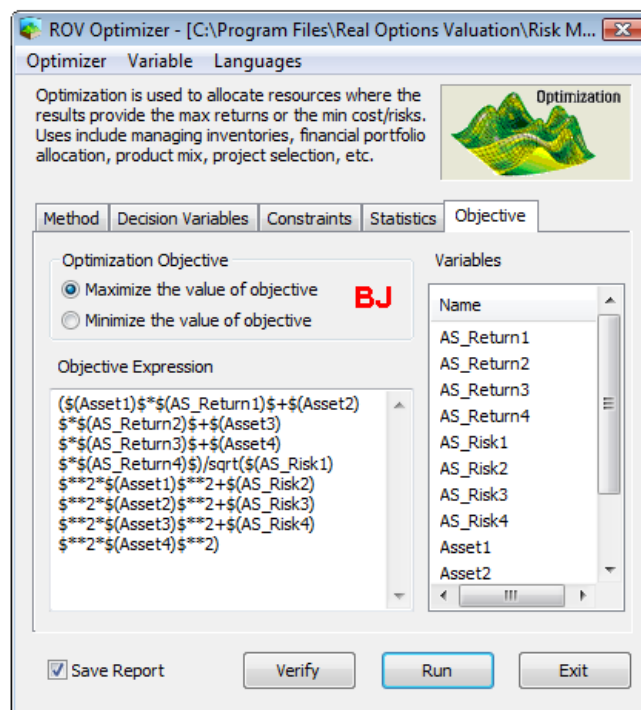 ROV Optimizer - [C:\Program Files\Real Options Valuation\Risk M...
Optimizer Variable Languages
Optimization is used to allocate resources where the
results provide the max returns or the min cost/risks.
Uses include managing inventories, financial portfolio
allocation, product mix, project selection, etc.
Optimization
Method Decision Variables Constraints Statistics Objective
Optimization Objective
Maximize the value of objective
Minimize the value of objective
BJ
Objective Expression
($(Asset1)$*$(AS_Return1)$+$(Asset2)
$*$(AS_Return2)$+$(Asset3)
$*$(AS_Return3)$+$(Asset4)
$*$(AS_Return4)$)/sqrt($(AS_Risk1)
$**2*$(Asset1)$**2+$(AS_Risk2)
$**2*$(Asset2)$**2+$(AS_Risk3)
$**2*$(Asset3)$**2+$(AS_Risk4)
$**2*$(Asset4)$**2)
Variables
Name
AS_Return1
AS_Return2
AS_Return3
AS_Return4
AS_Risk1
AS_Risk2
AS_Risk3
AS_Risk4
Asset1
Asset2
Save Report Verify Run Exit